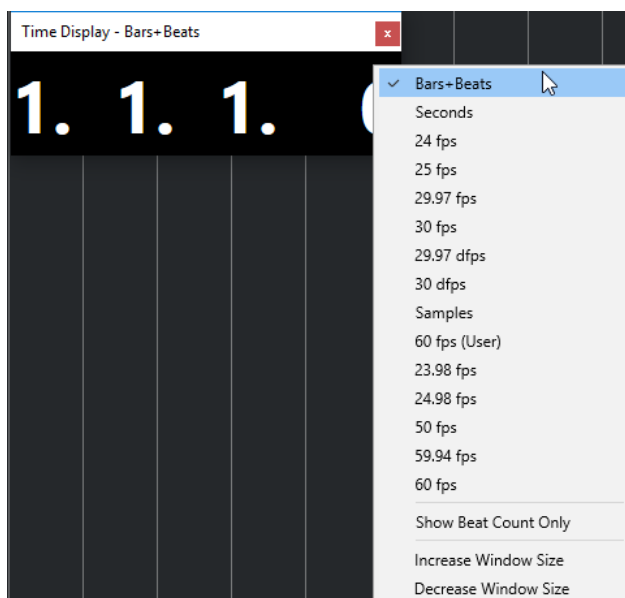 Time Display - Bars+Beats
x
1. 1. 1.
Bars+Beats
Seconds
24 fps
25 fps
29.97 fps
30 fps
29.97 dfps
30 dfps
Samples
60 fps (User)
23.98 fps
24.98 fps
50 fps
59.94 fps
60 fps
Show Beat Count Only
Increase Window Size
Decrease Window Size